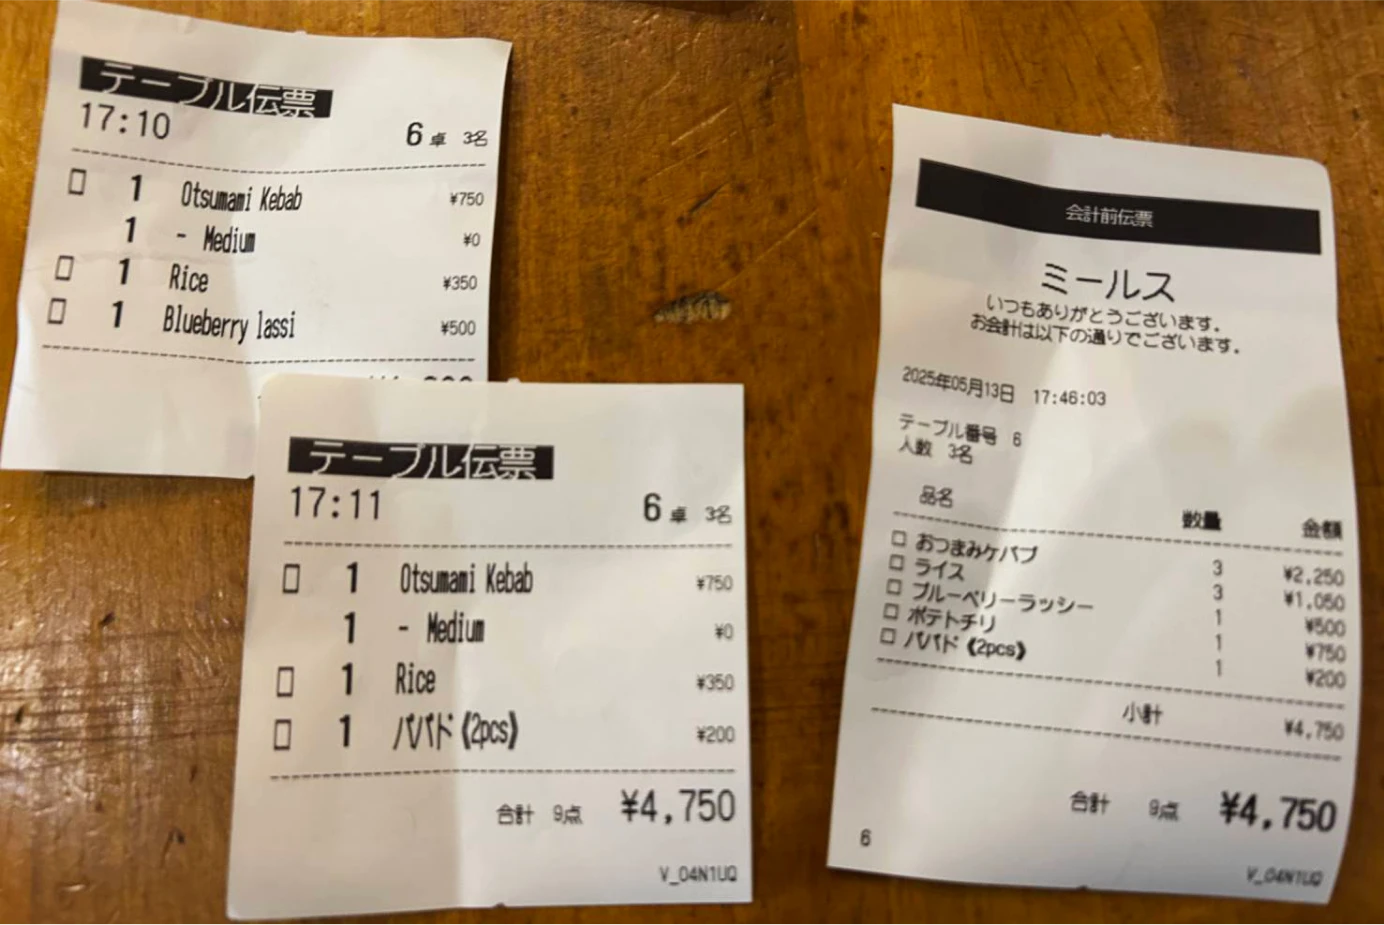 テーブル伝票
17:10 6卓 3名
1 Otsumami Kebab ¥750
1 - Medium ¥0
1 Rice ¥350
1 Blueberry lassi ¥500
テーブル伝票
17:11 6卓 3名
1 Otsumami Kebab ¥750
1 - Medium ¥0
1 Rice ¥350
1 パパド《2pcs》 ¥200
合計 9点 ¥4,750
V_04N1UQ
会計前伝票
ミールス
いつもありがとうございます。
お会計は以下の通りでございます。
2025年05月13日 17:46:03
テーブル番号 6
人数 3名
品名 数量 金額
おつまみケバブ 3 ¥2,250
ライス 3 ¥1,050
ブルーベリーラッシー 1 ¥500
ポテトチリ 1 ¥750
パパド《2pcs》 1 ¥200
小計 ¥4,750
合計 9点 ¥4,750
6
V_04N1UQ